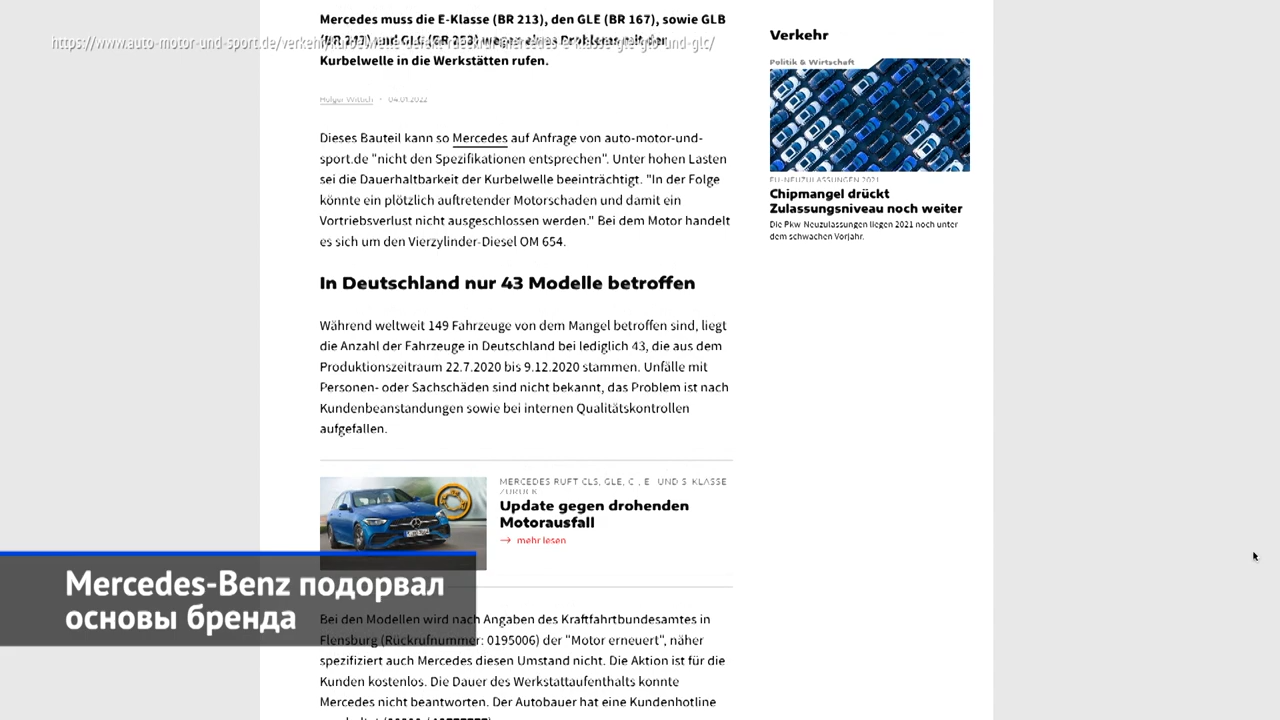 Mercedes muss die E-Klasse (BR 213), den GLE (BR 167), sowie GLB
https://www.auto-motor-und-sport.de/verkehr/kurbelwelle-defekt-rueckruf-mercedes-e-klasse-gle-glb-und-glc/
Kurbelwelle in die Werkstätten rufen.
Holger Wittich • 04.01.2022
Dieses Bauteil kann so Mercedes auf Anfrage von auto-motor-und-
sport.de "nicht den Spezifikationen entsprechen". Unter hohen Lasten
sei die Dauerhaltbarkeit der Kurbelwelle beeinträchtigt. "In der Folge
könnte ein plötzlich auftretender Motorschaden und damit ein
Vortriebsverlust nicht ausgeschlossen werden." Bei dem Motor handelt
es sich um den Vierzylinder-Diesel OM 654.
In Deutschland nur 43 Modelle betroffen
Während weltweit 149 Fahrzeuge von dem Mangel betroffen sind, liegt
die Anzahl der Fahrzeuge in Deutschland bei lediglich 43, die aus dem
Produktionszeitraum 22.7.2020 bis 9.12.2020 stammen. Unfälle mit
Personen- oder Sachschäden sind nicht bekannt, das Problem ist nach
Kundenbeanstandungen sowie bei internen Qualitätskontrollen
aufgefallen.
MERCEDES RUFT CLS, GLE, C-, E- UND S-KLASSE
ZURÜCK
Update gegen drohenden
Motorausfall
→ mehr lesen
Bei den Modellen wird nach Angaben des Kraftfahrtbundesamtes in
Flensburg (Rückrufnummer: 0195006) der "Motor erneuert", näher
spezifiziert auch Mercedes diesen Umstand nicht. Die Aktion ist für die
Kunden kostenlos. Die Dauer des Werkstattaufenthalts konnte
Mercedes nicht beantworten. Der Autobauer hat eine Kundenhotline
Verkehr
Politik & Wirtschaft
EU-NEUZULASSUNGEN 2021
Chipmangel drückt
Zulassungsniveau noch weiter
Die Pkw-Neuzulassungen liegen 2021 noch unter
dem schwachen Vorjahr.
Mercedes-Benz подорвал
основы бренда